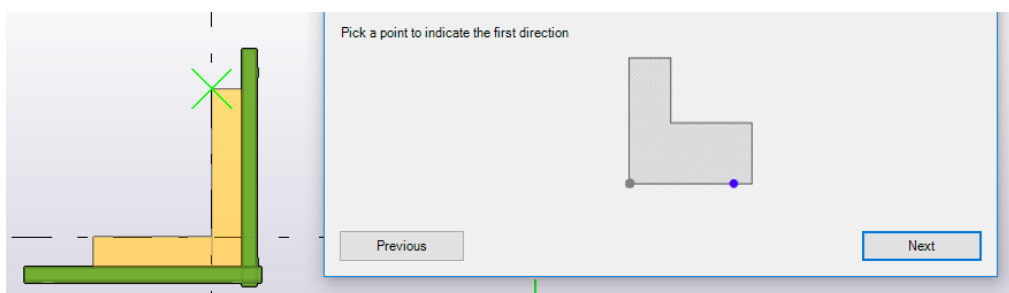 Pick a point to indicate the first direction
Previous
Next